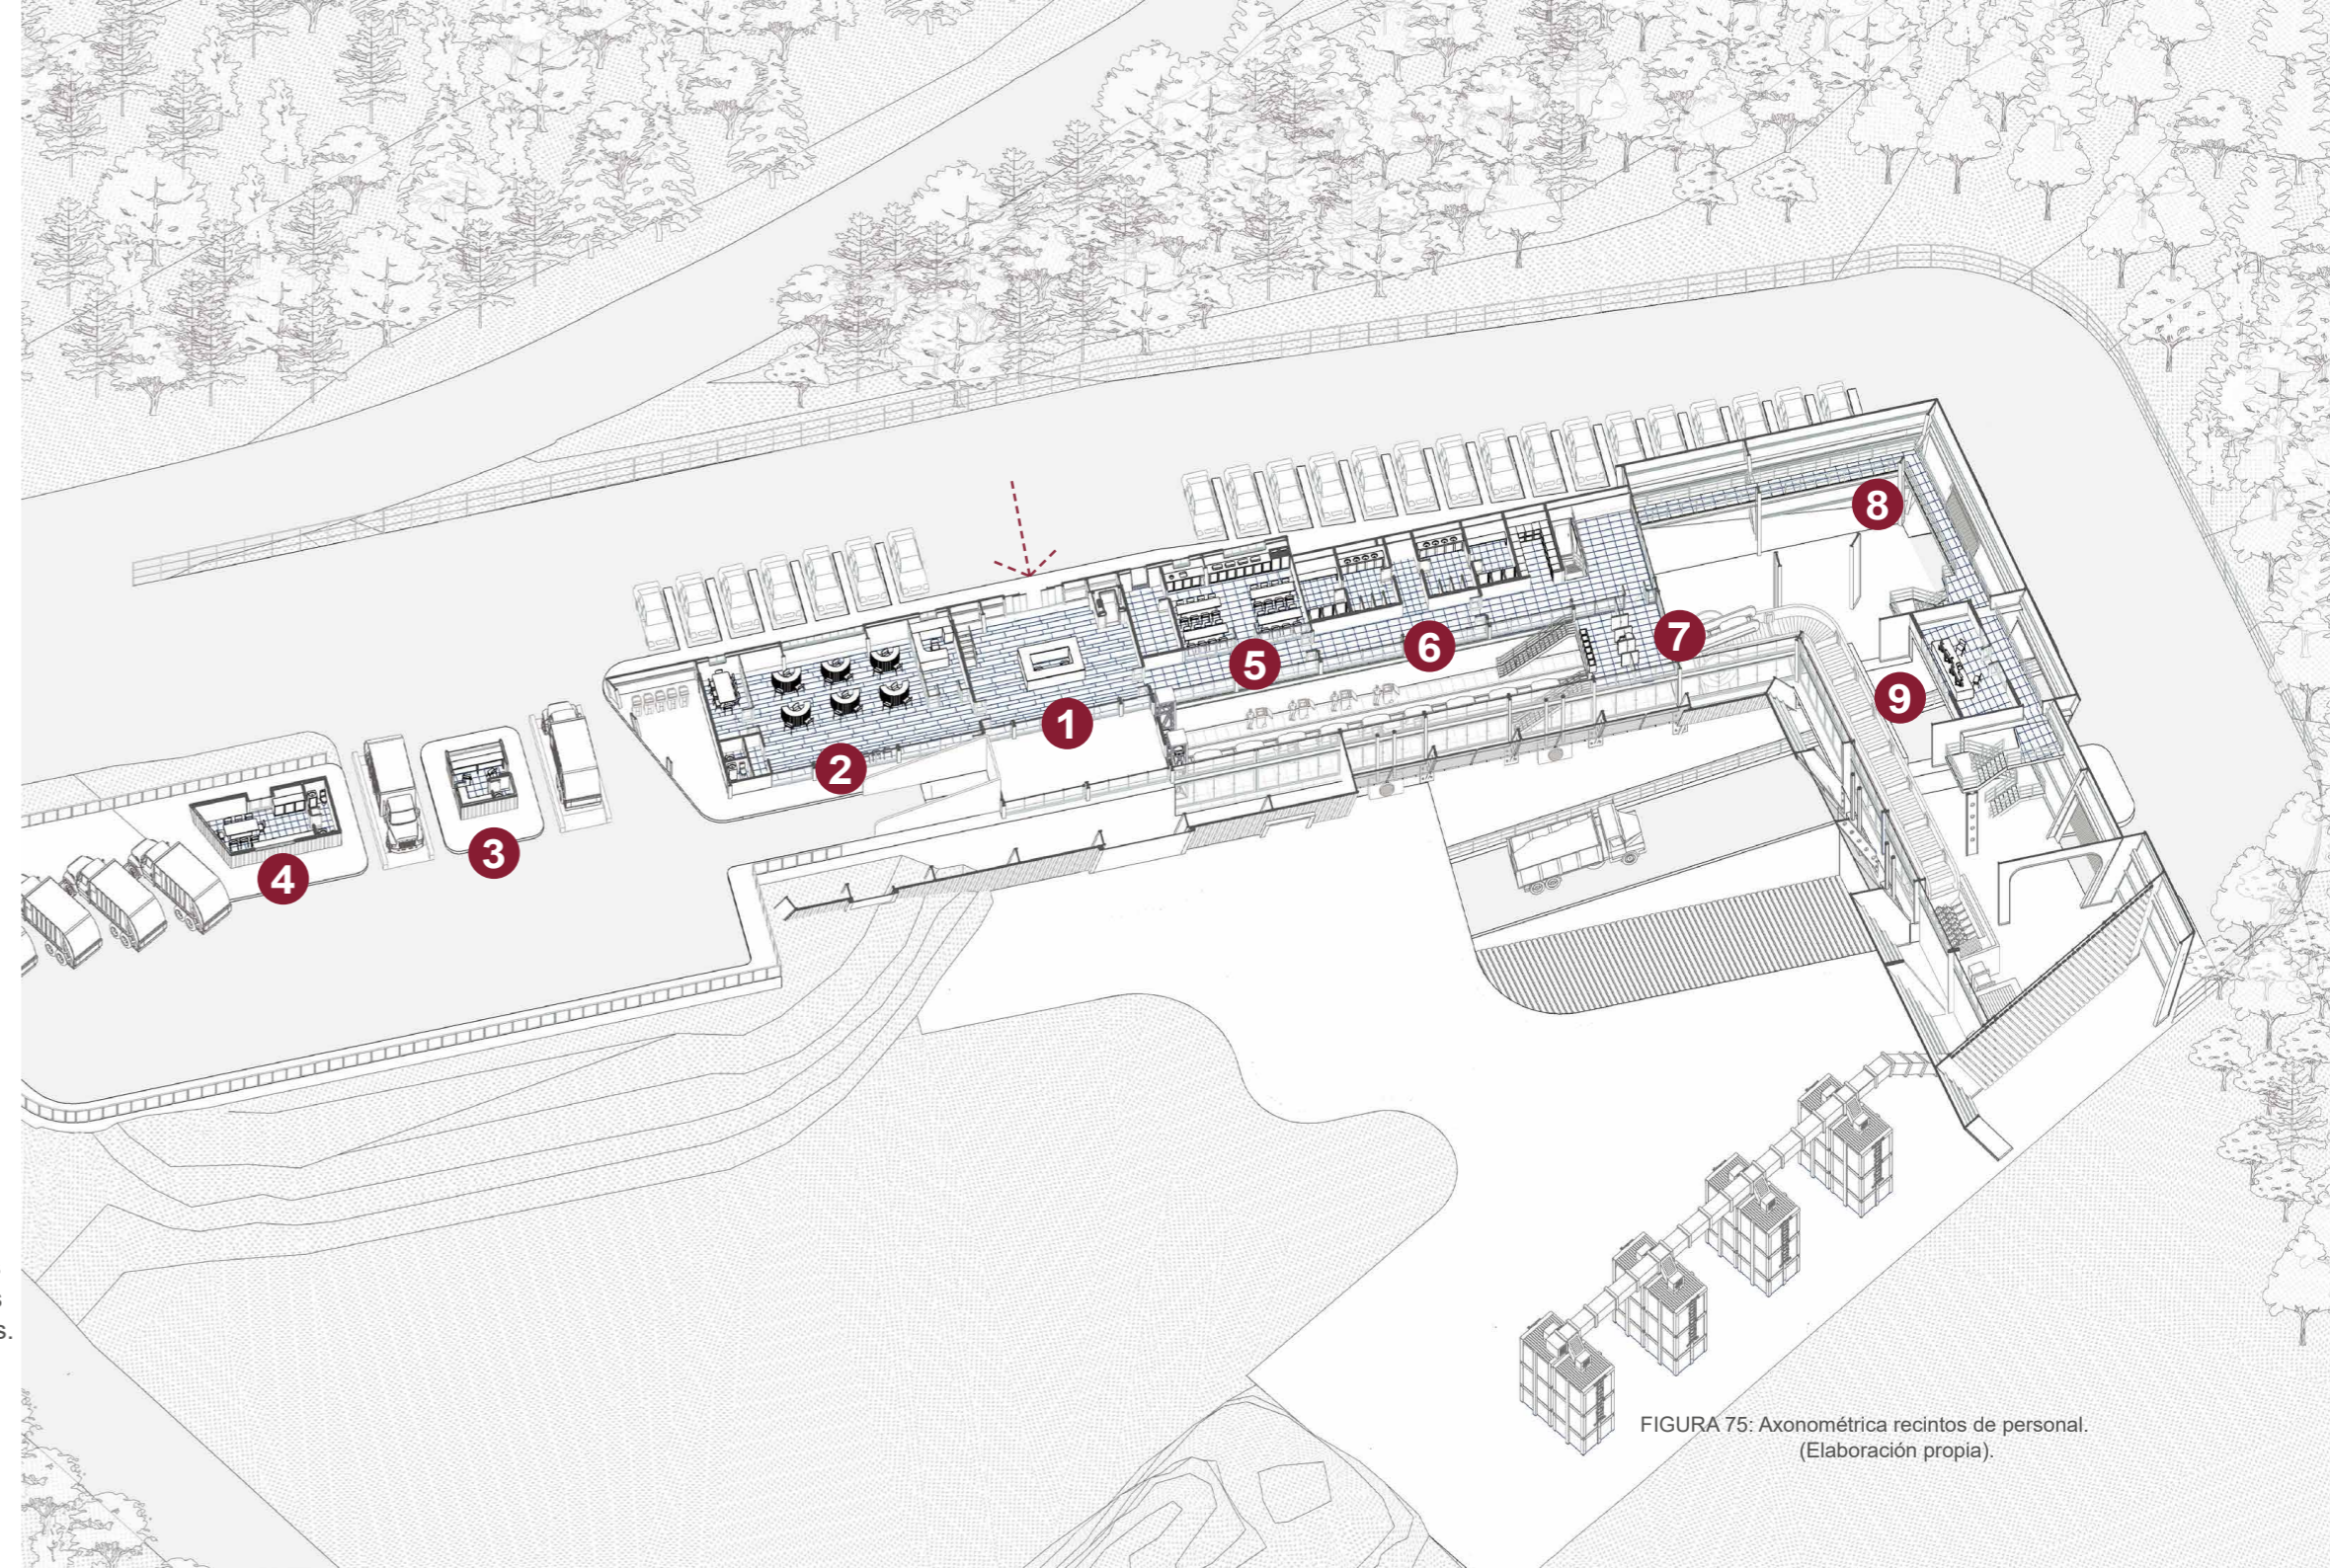 8
7
6
5
9
1
2
3
4
s
s.
FIGURA 75: Axonométrica recintos de personal.
(Elaboración propia).